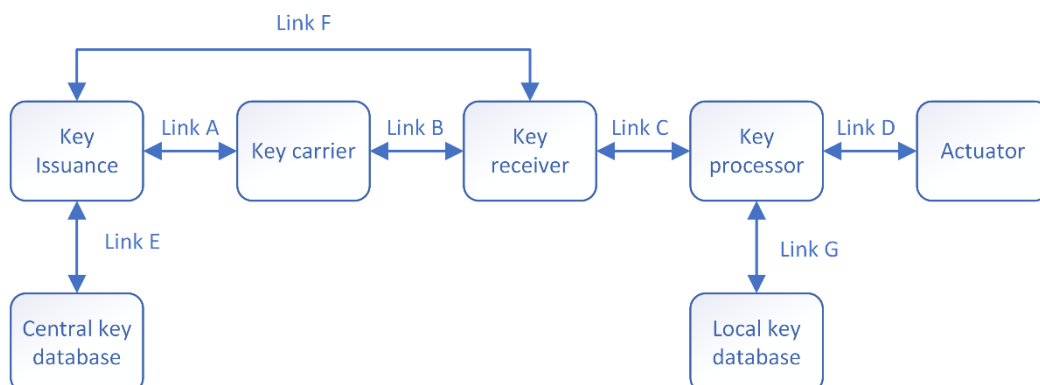 Link F
Key
Issuance
Link A
Key carrier
Link B
Key
receiver
Link C
Key
processor
Link D
Actuator
Link E
Link G
Central key
database
Local key
database